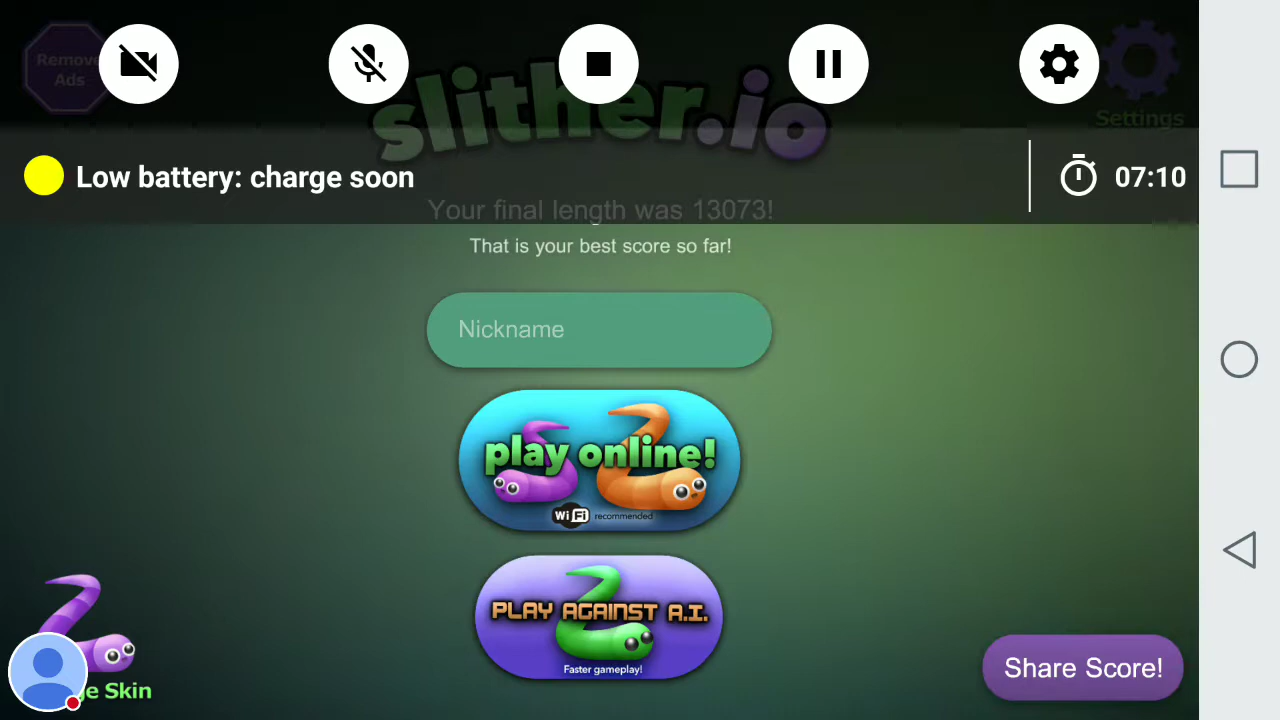 Remove
Ads
slither.io
Settings
Low battery: charge soon
07:10
Your final length was 13073!
That is your best score so far!
Nickname
play online!
WiFi recommended
PLAY AGAINST A.I.
Faster gameplay!
ge Skin
Share Score!